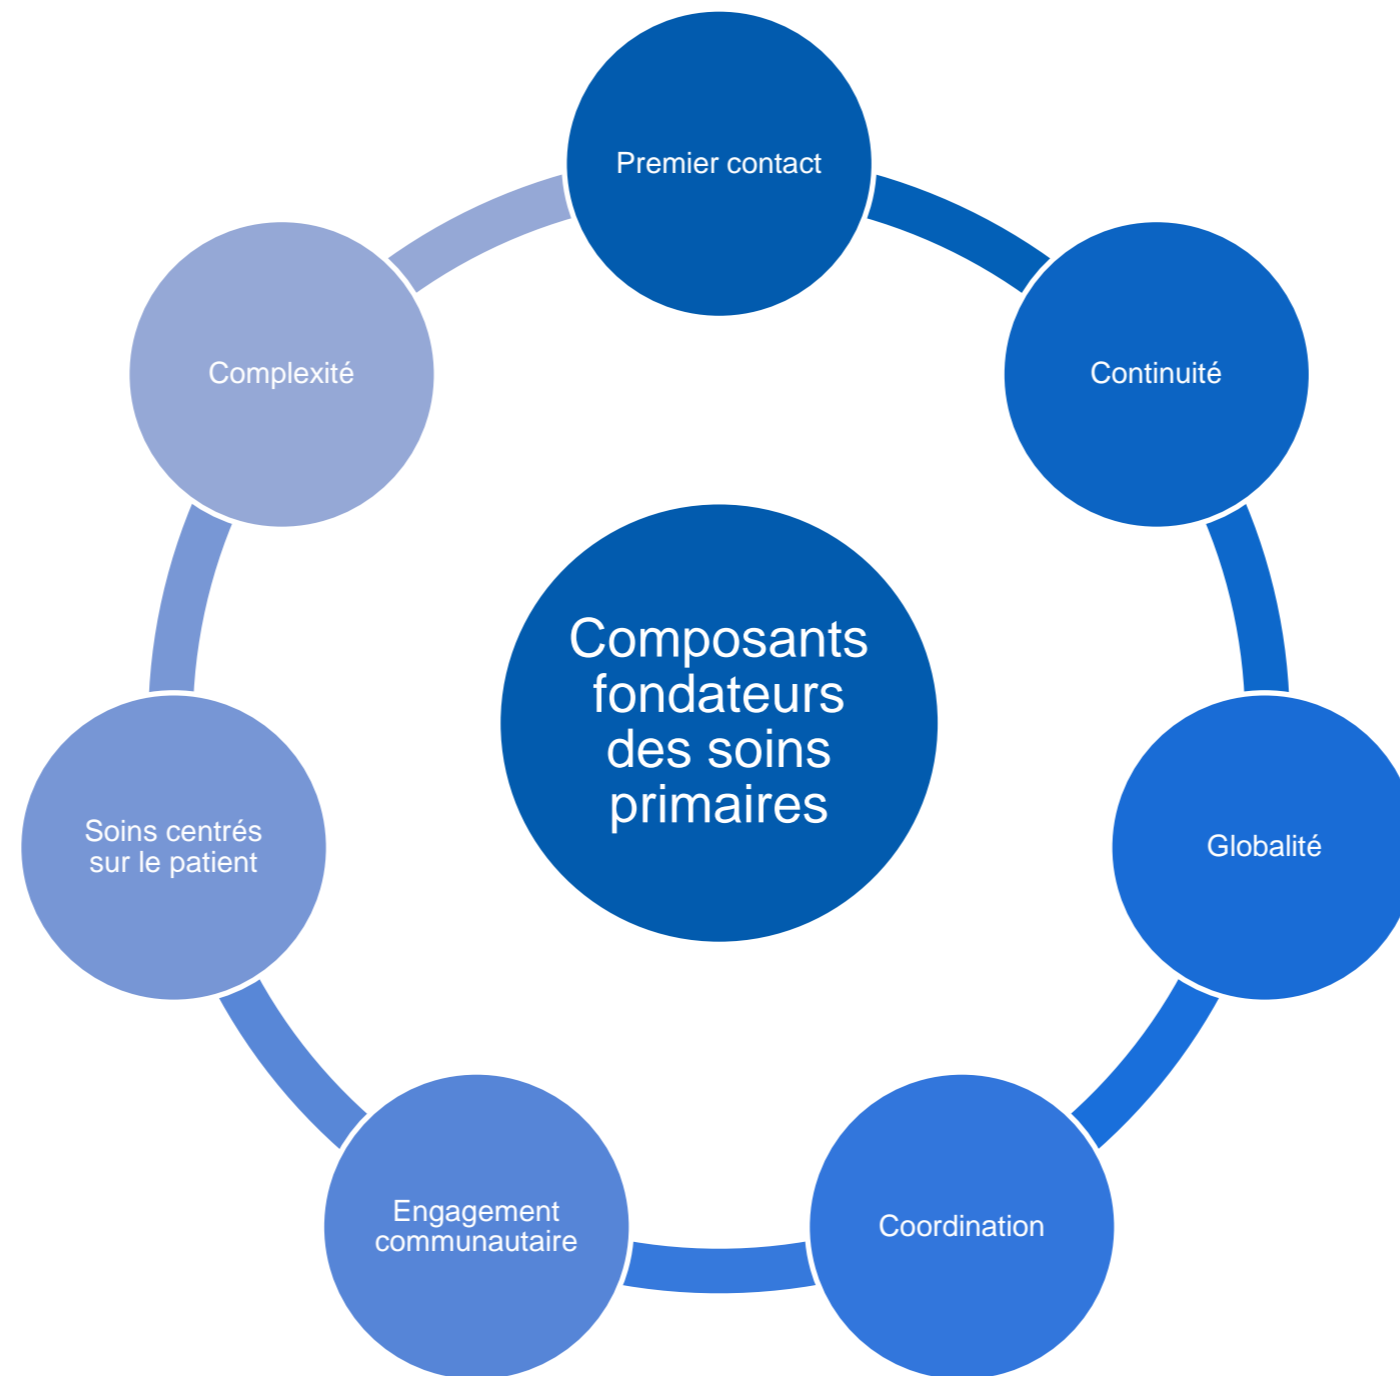 Premier contact
Continuité
Globalité
Coordination
Engagement
communautaire
Soins centrés
sur le patient
Complexité
Composants
fondateurs
des soins
primaires